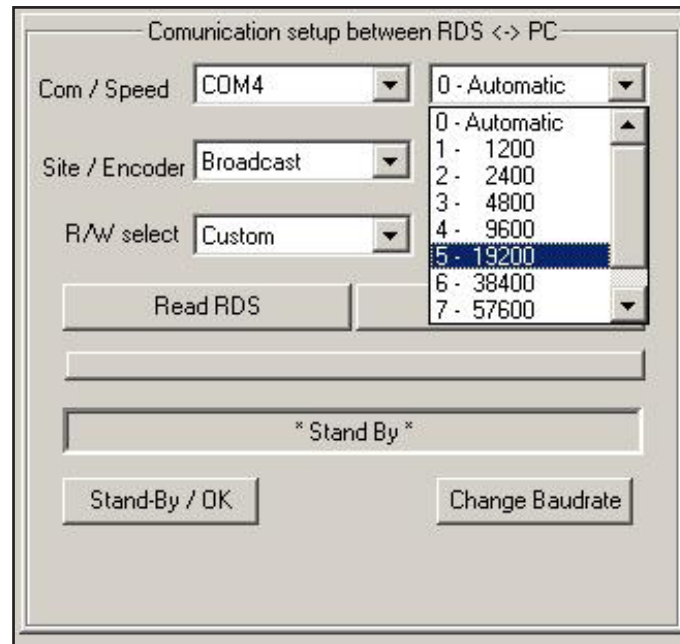 Comunication setup between RDS <-> PC
Com / Speed COM4 0 - Automatic
0 - Automatic
1 - 1200
2 - 2400
Site / Encoder Broadcast
3 - 4800
4 - 9600
R/W select Custom
5 - 19200
6 - 38400
7 - 57600
Read RDS
* Stand By *
Stand-By / OK Change Baudrate